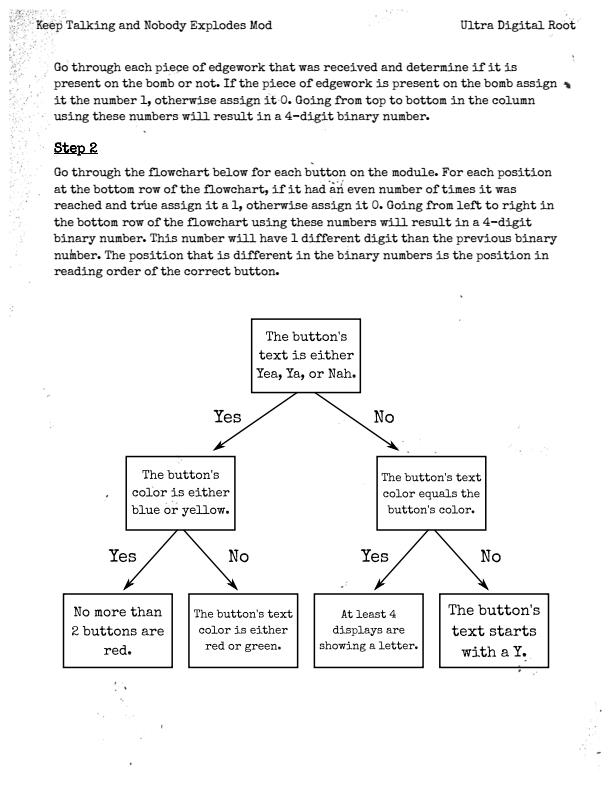 Keep Talking and Nobody Explodes Mod
Ultra Digital Root
Go through each piece of edgework that was received and determine if it is
present on the bomb or not. If the piece of edgework is present on the bomb assign
it the number 1, otherwise assign it 0. Going from top to bottom in the column
using these numbers will result in a 4-digit binary number.
Step 2
Go through the flowchart below for each button on the module. For each position
at the bottom row of the flowchart, if it had an even number of times it was
reached and true assign it a 1, otherwise assign it 0. Going from left to right in
the bottom row of the flowchart using these numbers will result in a 4-digit
binary number. This number will have 1 different digit than the previous binary
number. The position that is different in the binary numbers is the position in
reading order of the correct button.
The button's
text is either
Yea, Ya, or Nah.
Yes
No
The button's
color is either
blue or yellow.
The button's text
color equals the
button's color.
Yes
No
Yes
No
No more than
2 buttons are
red.
The button's text
color is either
red or green.
At least 4
displays are
showing a letter.
The button's
text starts
with a Y.